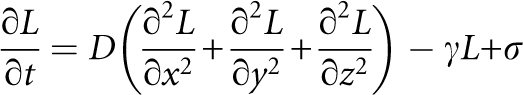 ∂L/∂t = D(∂²L/∂x² + ∂²L/∂y² + ∂²L/∂z²) − γL+σ